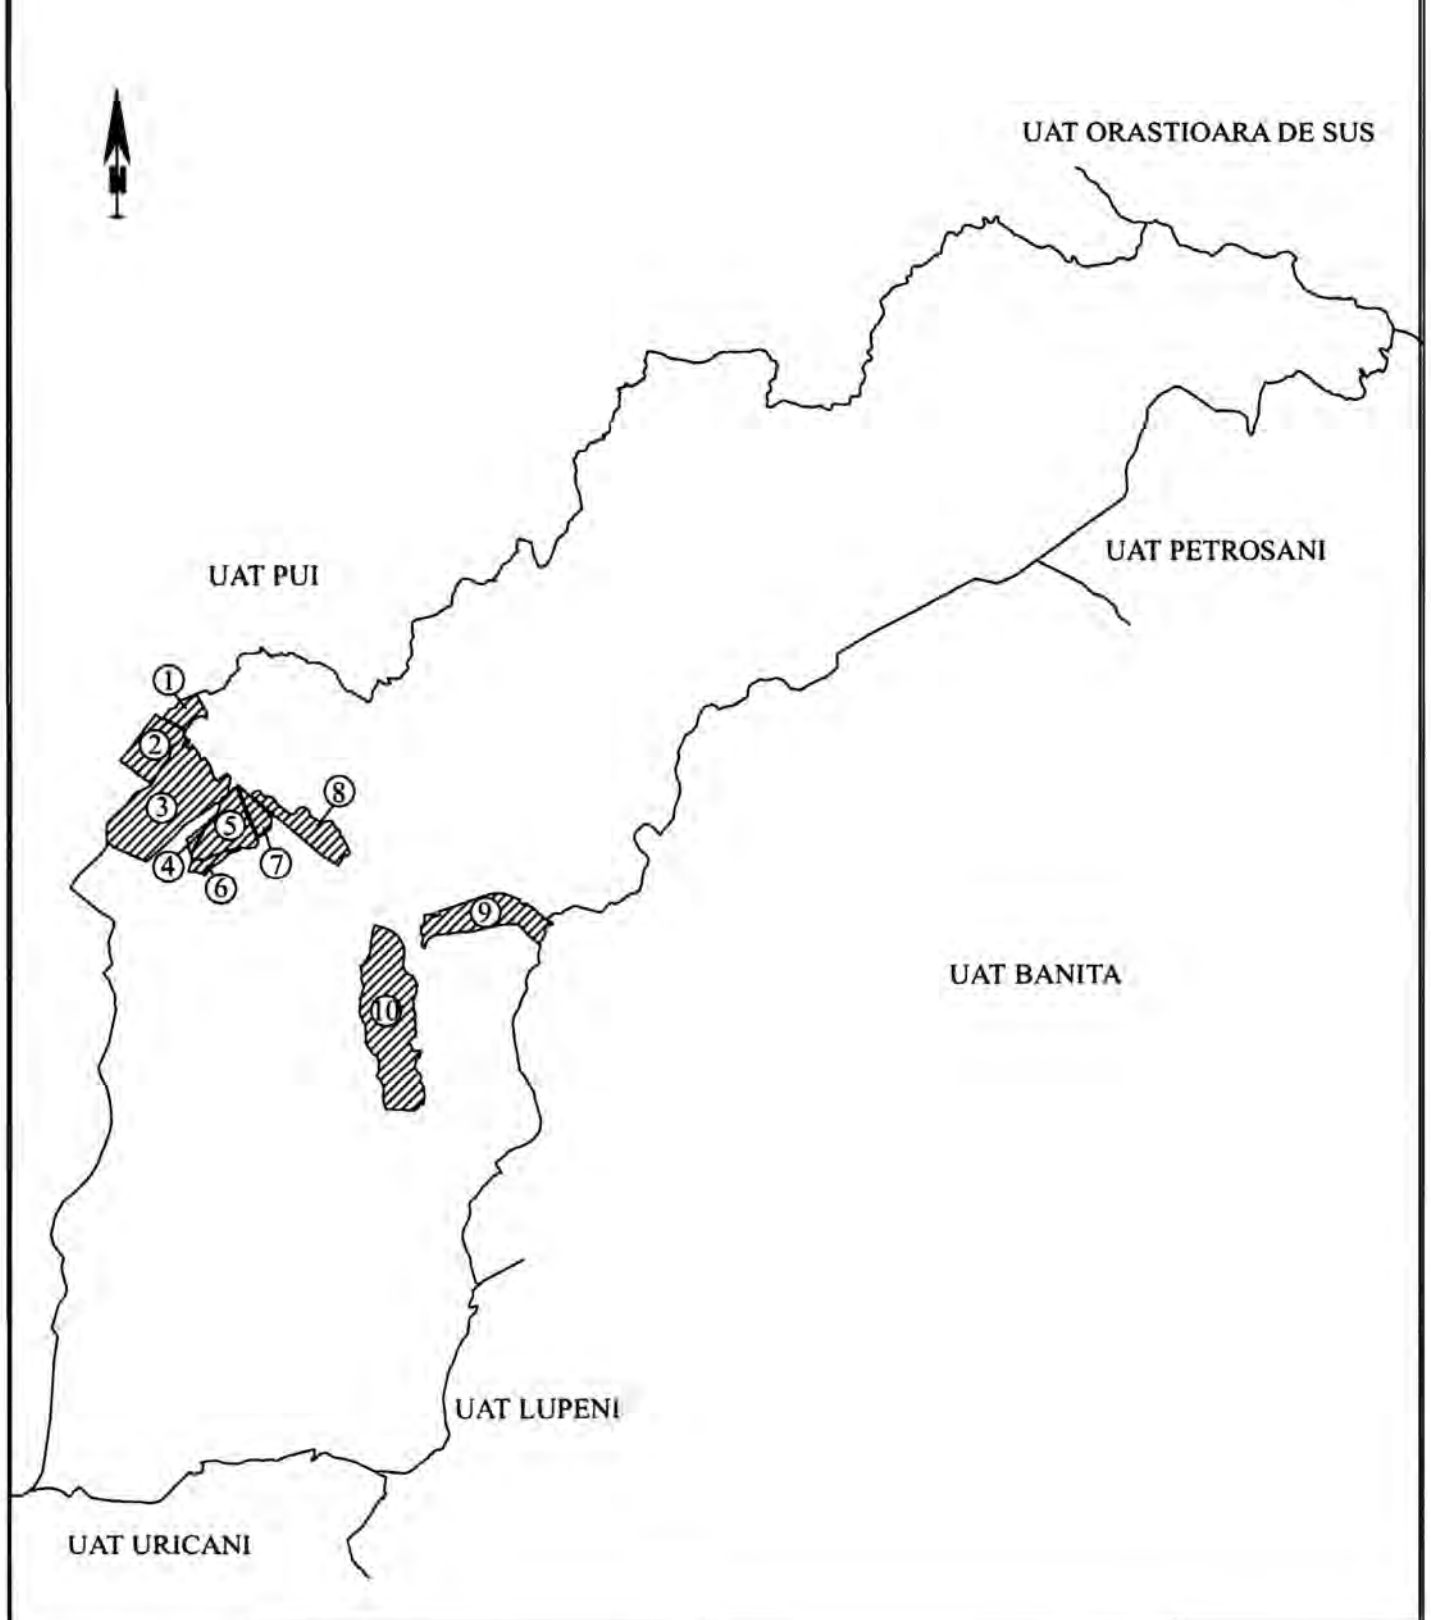 N
UAT ORASTIOARA DE SUS
UAT PETROSANI
UAT PUI
1
2
8
3
5
4
7
6
9
UAT BANITA
10
UAT LUPENI
UAT URICANI